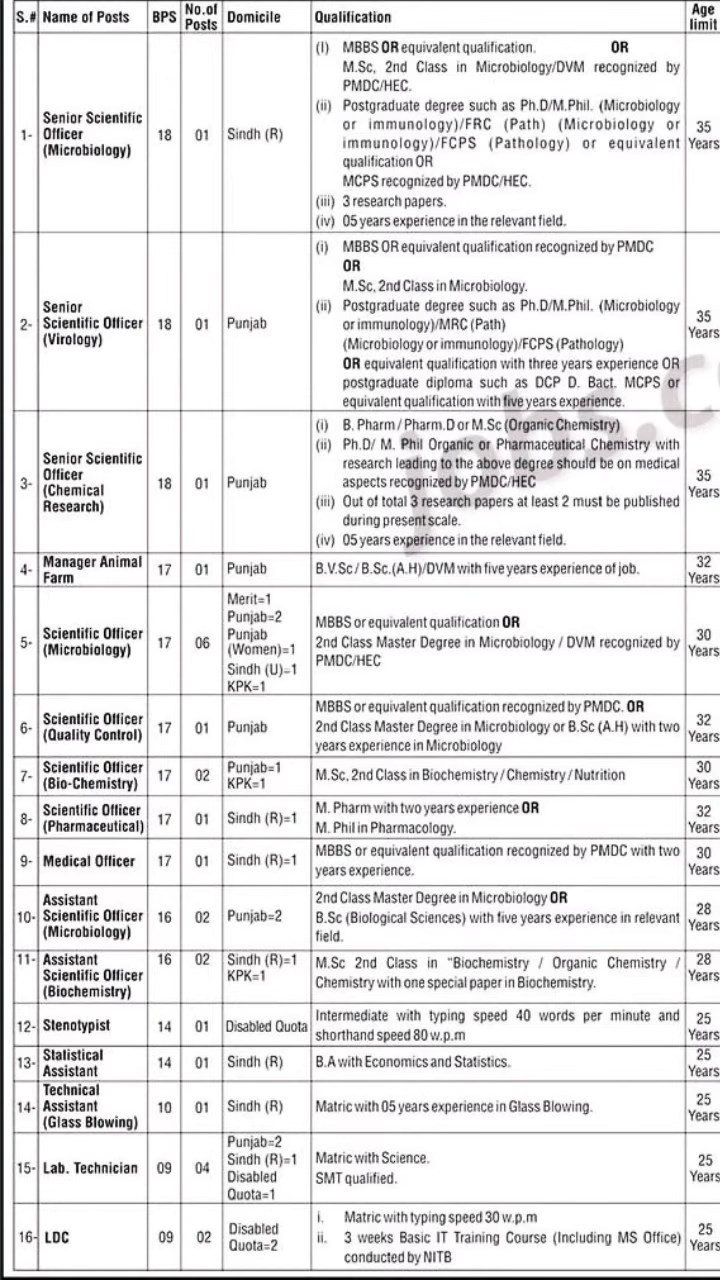 S.# Name of Posts BPS No.of Posts Domicile Qualification Age limit
1- Senior Scientific Officer (Microbiology) 18 01 Sindh (R)
(I) MBBS OR equivalent qualification. OR
M.Sc, 2nd Class in Microbiology/DVM recognized by
PMDC/HEC.
(ii) Postgraduate degree such as Ph.D/M.Phil. (Microbiology
or immunology)/FRC (Path) (Microbiology or
immunology)/FCPS (Pathology) or equivalent
qualification OR
MCPS recognized by PMDC/HEC.
(iii) 3 research papers.
(iv) 05 years experience in the relevant field.
35 Years
2- Senior Scientific Officer (Virology) 18 01 Punjab
(i) MBBS OR equivalent qualification recognized by PMDC
OR
M.Sc, 2nd Class in Microbiology.
(ii) Postgraduate degree such as Ph.D/M.Phil. (Microbiology
or immunology)/MRC (Path)
(Microbiology or immunology)/FCPS (Pathology)
OR equivalent qualification with three years experience OR
postgraduate diploma such as DCP D. Bact. MCPS or
equivalent qualification with five years experience.
35 Years
3- Senior Scientific Officer (Chemical Research) 18 01 Punjab
(i) B. Pharm / Pharm.D or M.Sc (Organic Chemistry)
(ii) Ph.D/ M. Phil Organic or Pharmaceutical Chemistry with
research leading to the above degree should be on medical
aspects recognized by PMDC/HEC
(iii) Out of total 3 research papers at least 2 must be published
during present scale.
(iv) 05 years experience in the relevant field.
35 Years
4- Manager Animal Farm 17 01 Punjab
B.V.Sc / B.Sc.(A.H)/DVM with five years experience of job.
32 Years
5- Scientific Officer (Microbiology) 17 06
Merit=1
Punjab=2
Punjab
(Women)=1
Sindh (U)=1
KPK=1
MBBS or equivalent qualification OR
2nd Class Master Degree in Microbiology / DVM recognized by
PMDC/HEC
30 Years
6- Scientific Officer (Quality Control) 17 01 Punjab
MBBS or equivalent qualification recognized by PMDC. OR
2nd Class Master Degree in Microbiology or B.Sc (A.H) with two
years experience in Microbiology
32 Years
7- Scientific Officer (Bio-Chemistry) 17 02
Punjab=1
KPK=1
M.Sc, 2nd Class in Biochemistry / Chemistry / Nutrition
30 Years
8- Scientific Officer (Pharmaceutical) 17 01 Sindh (R)=1
M. Pharm with two years experience OR
M. Phil in Pharmacology.
32 Years
9- Medical Officer 17 01 Sindh (R)=1
MBBS or equivalent qualification recognized by PMDC with two
years experience.
30 Years
10- Assistant Scientific Officer (Microbiology) 16 02 Punjab=2
2nd Class Master Degree in Microbiology OR
B.Sc (Biological Sciences) with five years experience in relevant
field.
28 Years
11- Assistant Scientific Officer (Biochemistry) 16 02
Sindh (R)=1
KPK=1
M.Sc 2nd Class in "Biochemistry / Organic Chemistry /
Chemistry with one special paper in Biochemistry.
28 Years
12- Stenotypist 14 01 Disabled Quota
Intermediate with typing speed 40 words per minute and
shorthand speed 80 w.p.m
25 Years
13- Statistical Assistant 14 01 Sindh (R)
B.A with Economics and Statistics.
25 Years
14- Technical Assistant (Glass Blowing) 10 01 Sindh (R)
Matric with 05 years experience in Glass Blowing.
25 Years
15- Lab. Technician 09 04
Punjab=2
Sindh (R)=1
Disabled
Quota=1
Matric with Science.
SMT qualified.
25 Years
16- LDC 09 02
Disabled
Quota=2
i. Matric with typing speed 30 w.p.m
ii. 3 weeks Basic IT Training Course (Including MS Office)
conducted by NITB
25 Years
jobs.c